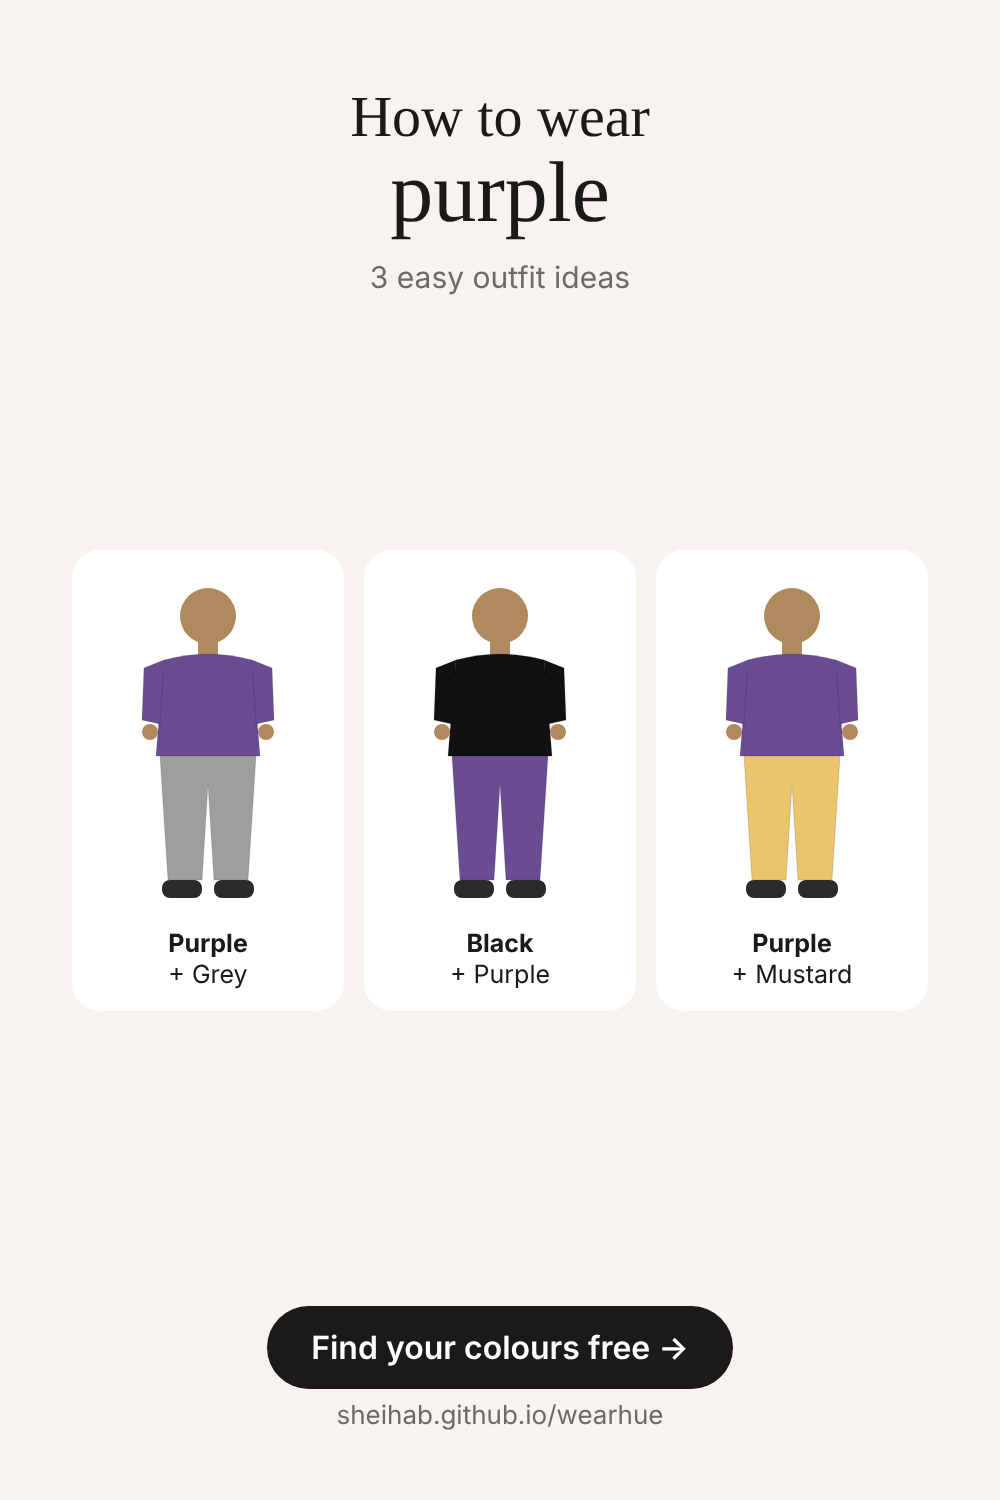 How to wear
purple
3 easy outfit ideas
Purple
+ Grey
Black
+ Purple
Purple
+ Mustard
Find your colours free →
sheihab.github.io/wearhue